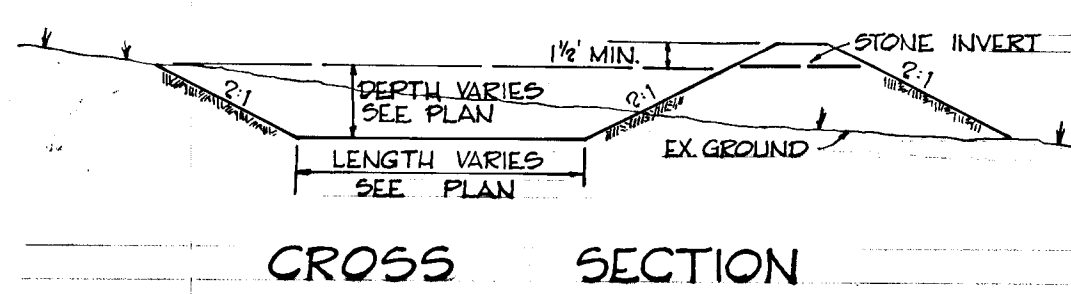 1½' MIN.
STONE INVERT
2:1
DEPTH VARIES
SEE PLAN
2:1
2:1
EX. GROUND
LENGTH VARIES
SEE PLAN
CROSS SECTION